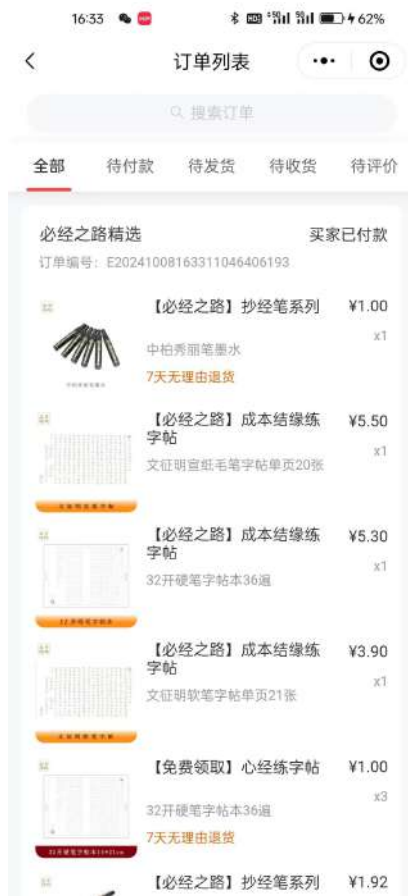 16:33 62%
订单列表
搜索订单
全部 待付款 待发货 待收货 待评价
必经之路精选 买家已付款
订单编号：E20241008163311046406193
【必经之路】抄经笔系列 ¥1.00
中柏秀丽笔墨水 x1
7天无理由退货
【必经之路】成本结缘练 ¥5.50
字帖 x1
文征明宣纸毛笔字帖单页20张
【必经之路】成本结缘练 ¥5.30
字帖 x1
32开硬笔字帖本36遍
【必经之路】成本结缘练 ¥3.90
字帖 x1
文征明软笔字帖单页21张
【免费领取】心经练字帖 ¥1.00
32开硬笔字帖本36遍 x3
7天无理由退货
【必经之路】抄经笔系列 ¥1.92